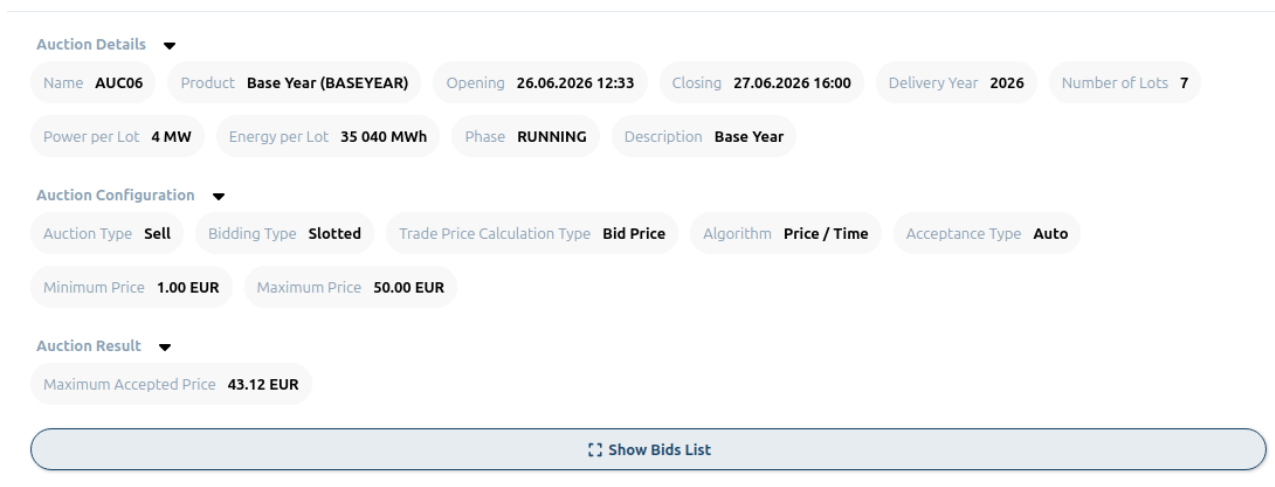 Auction Details
Name AUC06 Product Base Year (BASEYEAR) Opening 26.06.2026 12:33 Closing 27.06.2026 16:00 Delivery Year 2026 Number of Lots 7
Power per Lot 4 MW Energy per Lot 35 040 MWh Phase RUNNING Description Base Year
Auction Configuration
Auction Type Sell Bidding Type Slotted Trade Price Calculation Type Bid Price Algorithm Price / Time Acceptance Type Auto
Minimum Price 1.00 EUR Maximum Price 50.00 EUR
Auction Result
Maximum Accepted Price 43.12 EUR
Show Bids List